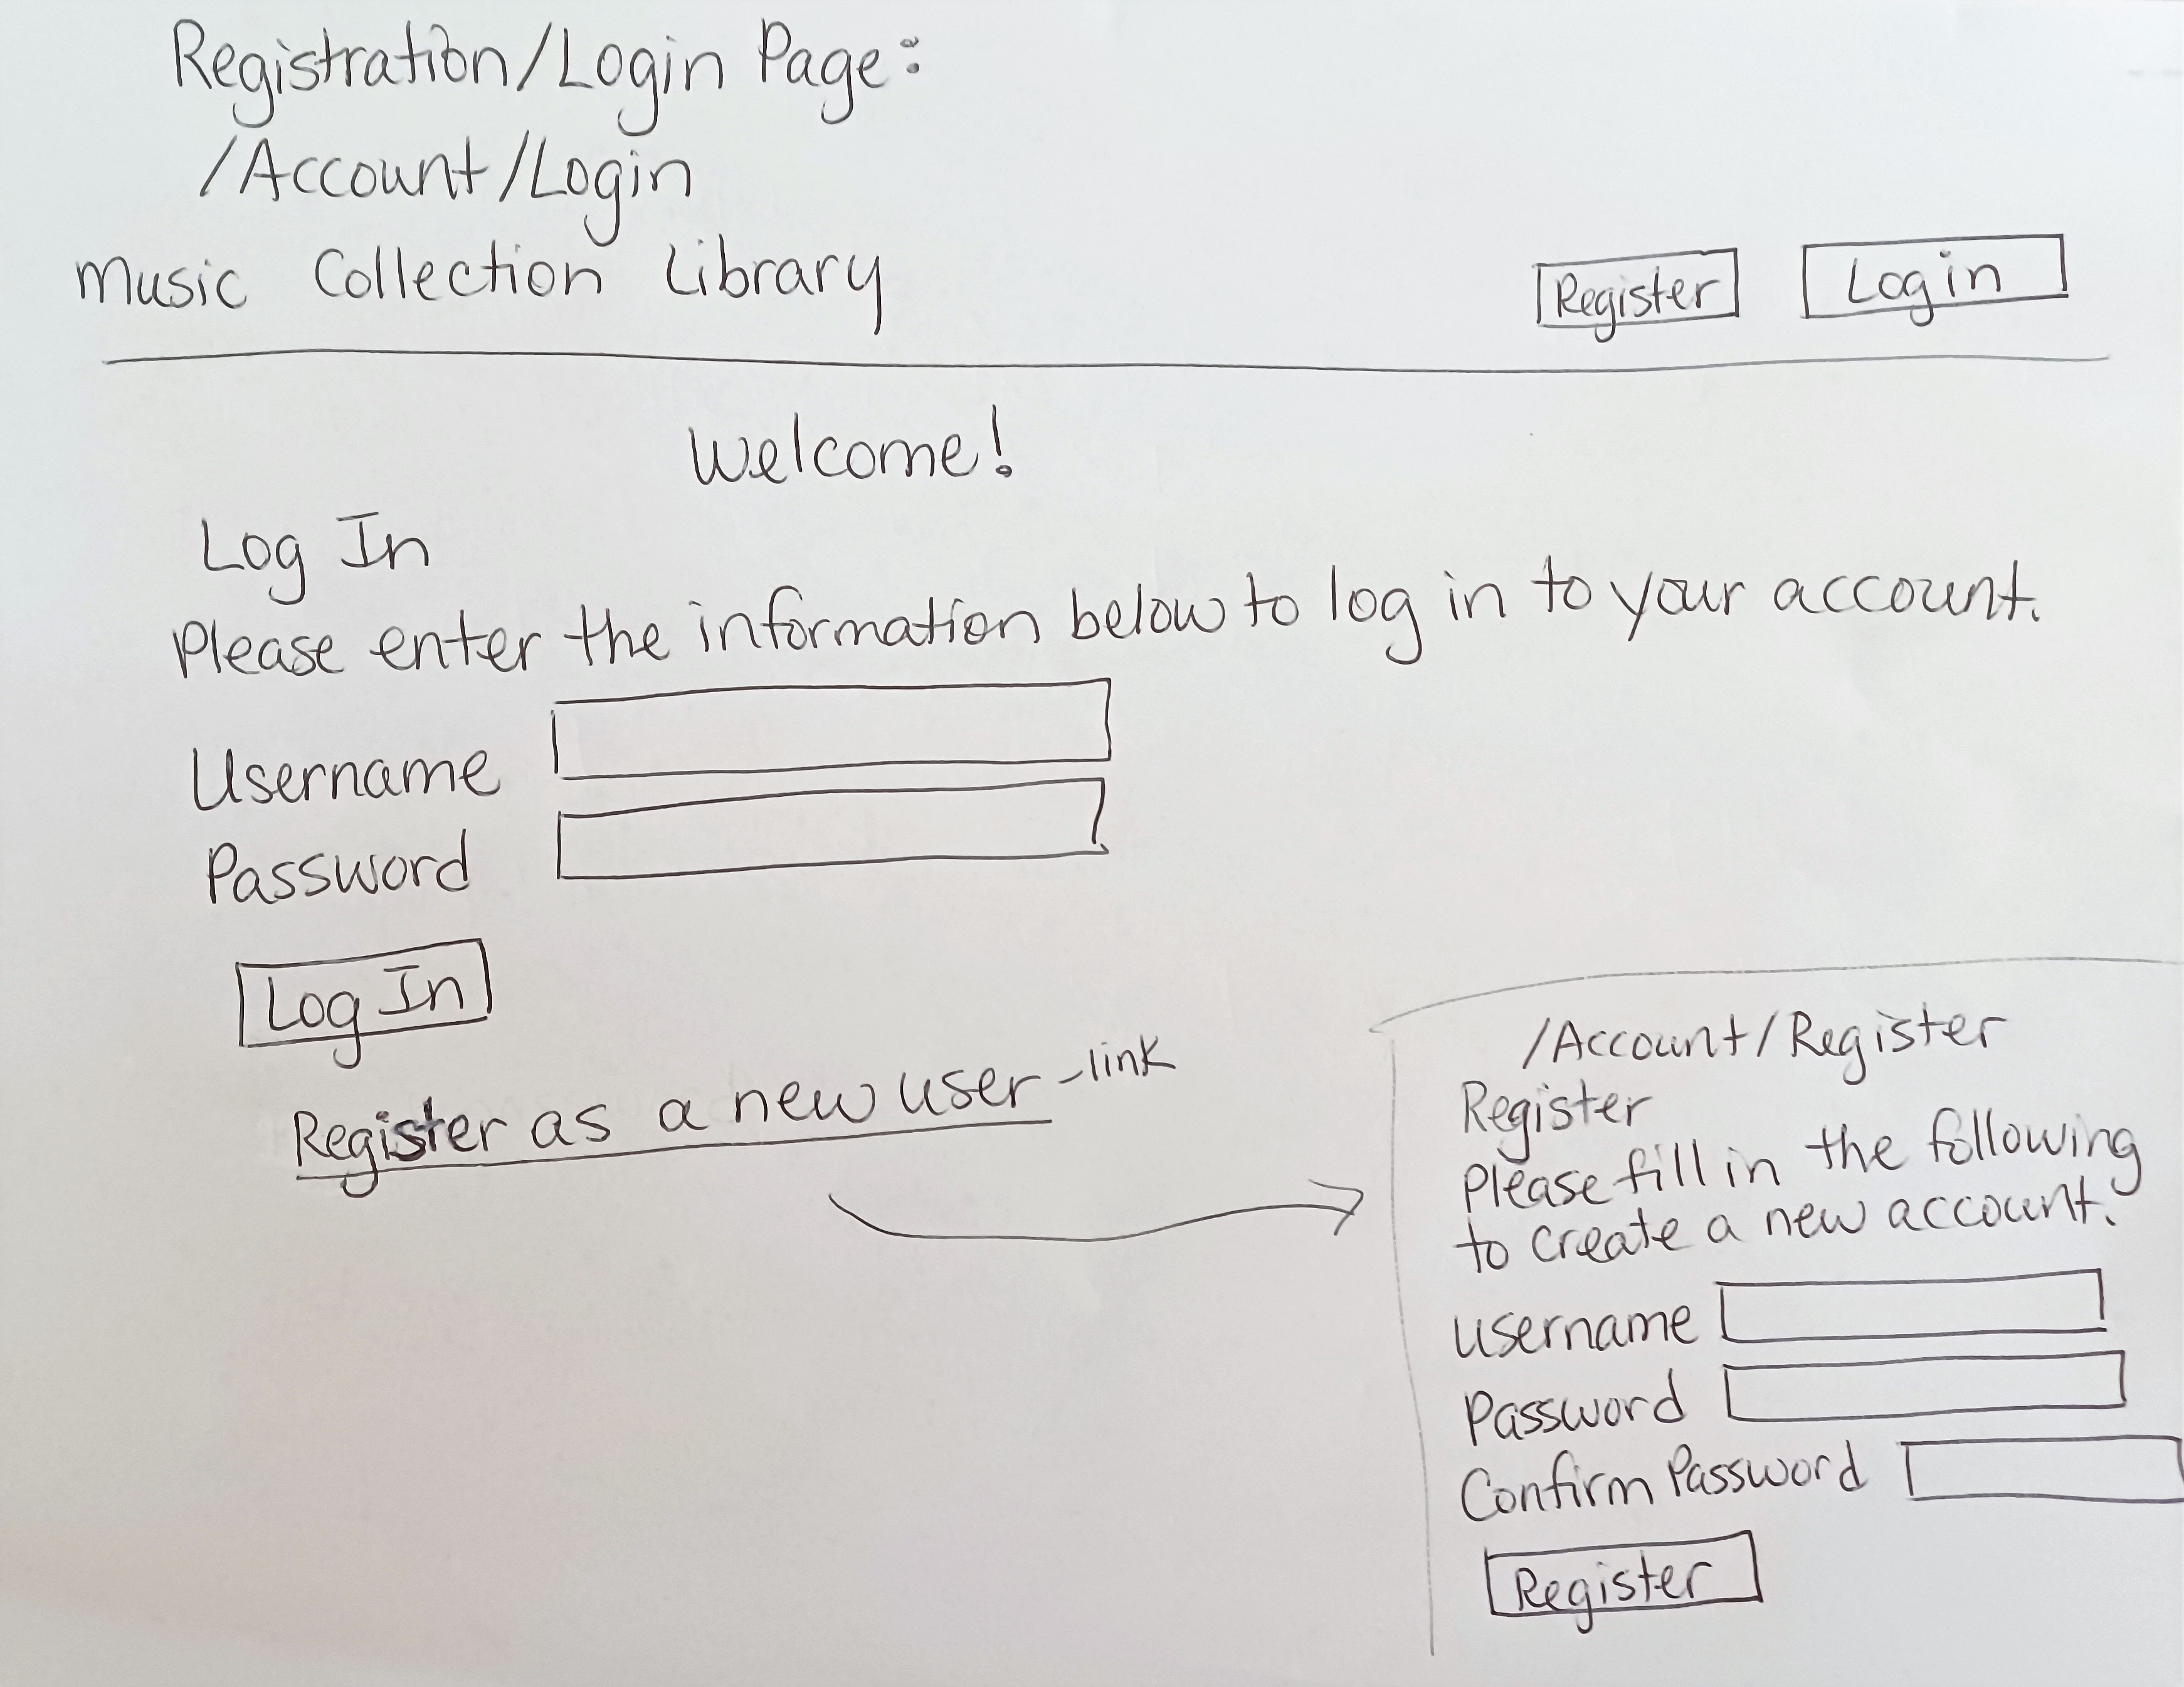 Registration/Login Page:
/Account/Login
Music Collection Library
Register
Login
Welcome!
Log In
Please enter the information below to log in to your account.
Username
Password
Log In
Register as a new user - link
/Account/Register
Register
Please fill in the following
to create a new account.
Username
Password
Confirm Password
Register